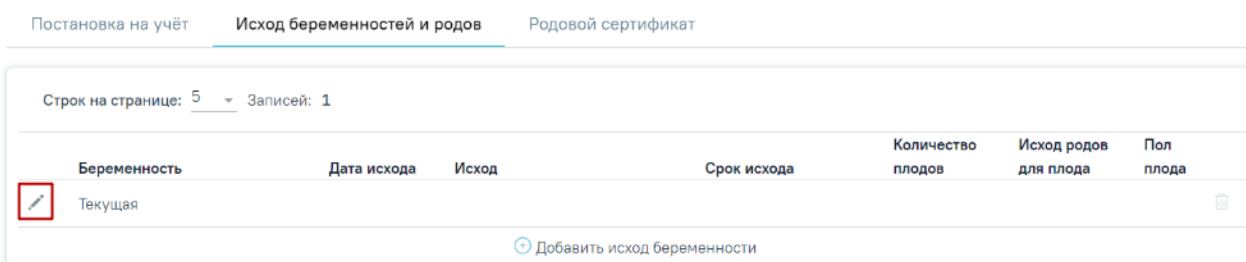 Постановка на учёт Исход беременностей и родов Родовой сертификат
Строк на странице: 5 Записей: 1
Беременность Дата исхода Исход Срок исхода Количество плодов Исход родов для плода Пол плода
Текущая
Добавить исход беременности